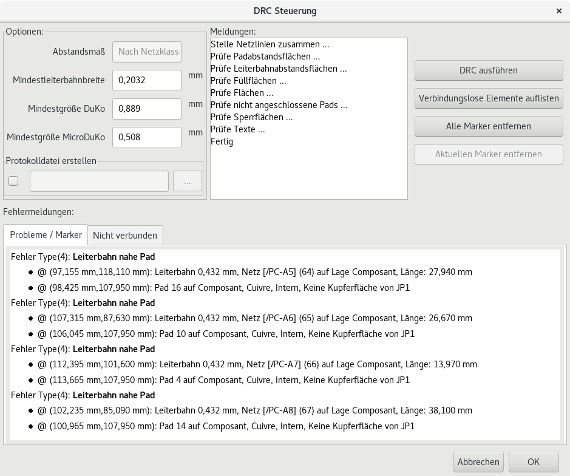 DRC Steuerung
×
Optionen:
Abstandsmaß
Nach Netzklass
Mindestleiterbahnbreite
0,2032
mm
Mindestgröße DuKo
0,889
mm
Mindestgröße MicroDuKo
0,508
mm
Protokolldatei erstellen
...
Meldungen:
Stelle Netzlinien zusammen ...
Prüfe Padabstandsflächen ...
Prüfe Leiterbahnabstandsflächen ...
Prüfe Füllflächen ...
Prüfe Flächen ...
Prüfe nicht angeschlossene Pads ...
Prüfe Sperrflächen ...
Prüfe Texte ...
Fertig
DRC ausführen
Verbindungslose Elemente auflisten
Alle Marker entfernen
Aktuellen Marker entfernen
Fehlermeldungen:
Probleme / Marker
Nicht verbunden
Fehler Type(4): Leiterbahn nahe Pad
• @ (97,155 mm,118,110 mm): Leiterbahn 0,432 mm, Netz [/PC-A5] (64) auf Lage Composant, Länge: 27,940 mm
• @ (98,425 mm,107,950 mm): Pad 16 auf Composant, Cuivre, Intern, Keine Kupferfläche von JP1
Fehler Type(4): Leiterbahn nahe Pad
• @ (107,315 mm,87,630 mm): Leiterbahn 0,432 mm, Netz [/PC-A6] (65) auf Lage Composant, Länge: 26,670 mm
• @ (106,045 mm,107,950 mm): Pad 10 auf Composant, Cuivre, Intern, Keine Kupferfläche von JP1
Fehler Type(4): Leiterbahn nahe Pad
• @ (112,395 mm,101,600 mm): Leiterbahn 0,432 mm, Netz [/PC-A7] (66) auf Lage Composant, Länge: 13,970 mm
• @ (113,665 mm,107,950 mm): Pad 4 auf Composant, Cuivre, Intern, Keine Kupferfläche von JP1
Fehler Type(4): Leiterbahn nahe Pad
• @ (102,235 mm,85,090 mm): Leiterbahn 0,432 mm, Netz [/PC-A8] (67) auf Lage Composant, Länge: 38,100 mm
• @ (100,965 mm,107,950 mm): Pad 14 auf Composant, Cuivre, Intern, Keine Kupferfläche von JP1
Abbrechen
OK